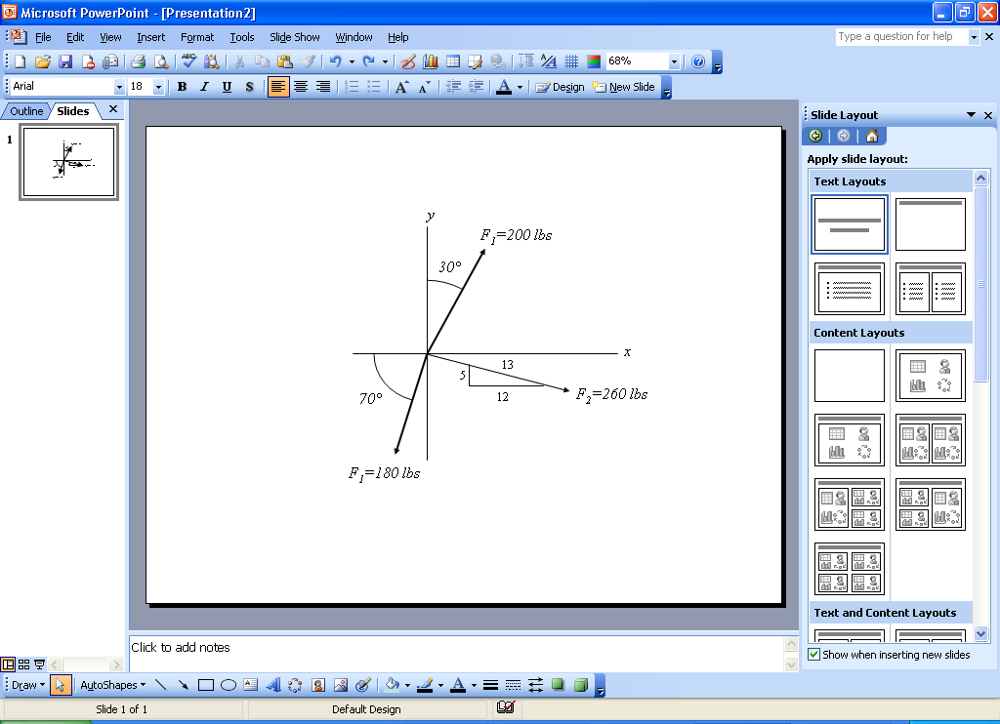 Microsoft PowerPoint - [Presentation2]
File Edit View Insert Format Tools Slide Show Window Help
Type a question for help
68%
Arial 18 B I U S A A A Design New Slide
Outline Slides
1
Slide Layout
Apply slide layout:
Text Layouts
Content Layouts
Text and Content Layouts
Show when inserting new slides
y
F1=200 lbs
30°
x
13
5
12
F2=260 lbs
70°
F1=180 lbs
Click to add notes
Draw AutoShapes A A
Slide 1 of 1 Default Design